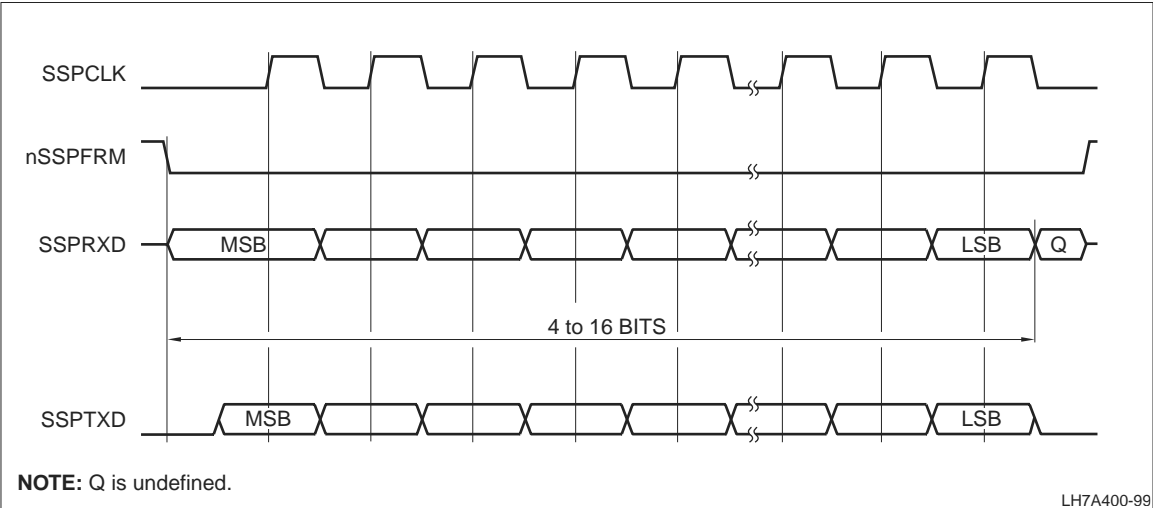 SSPCLK
nSSPFRM
SSPRXD MSB LSB Q
4 to 16 BITS
SSPTXD MSB LSB
NOTE: Q is undefined.
LH7A400-99